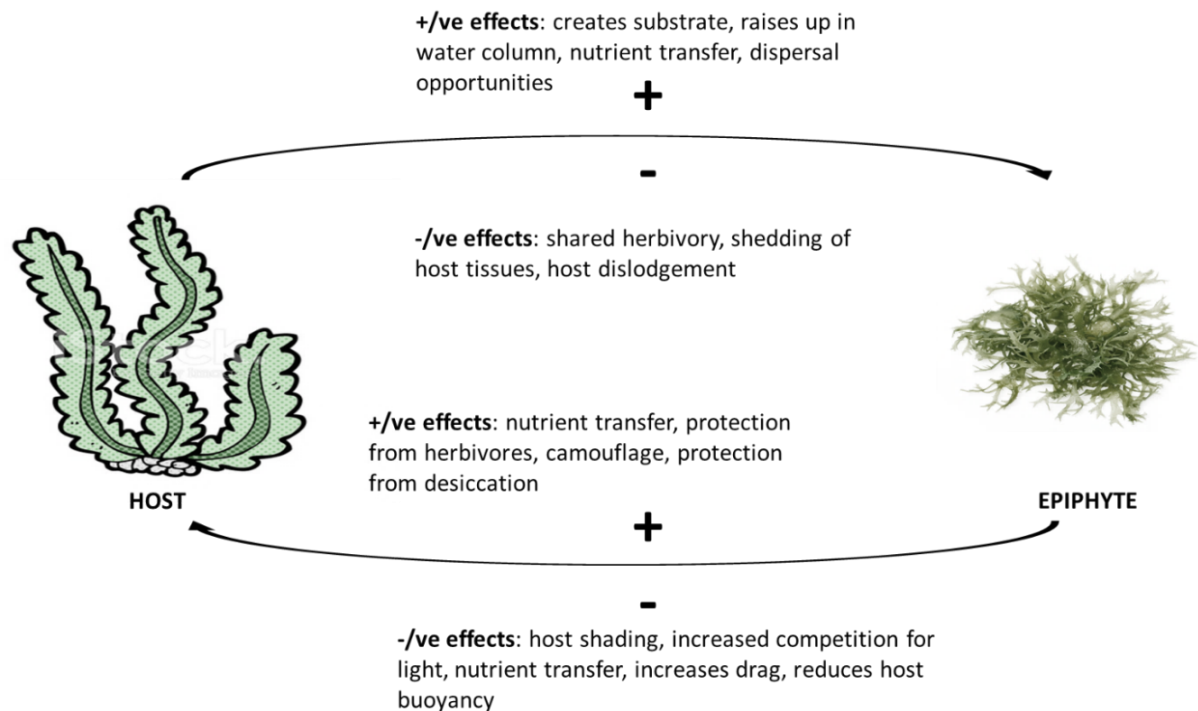 +/ve effects: creates substrate, raises up in
water column, nutrient transfer, dispersal
opportunities
+
-
-/ve effects: shared herbivory, shedding of
host tissues, host dislodgement
+/ve effects: nutrient transfer, protection
from herbivores, camouflage, protection
from desiccation
HOST
EPIPHYTE
+
-
-/ve effects: host shading, increased competition for
light, nutrient transfer, increases drag, reduces host
buoyancy